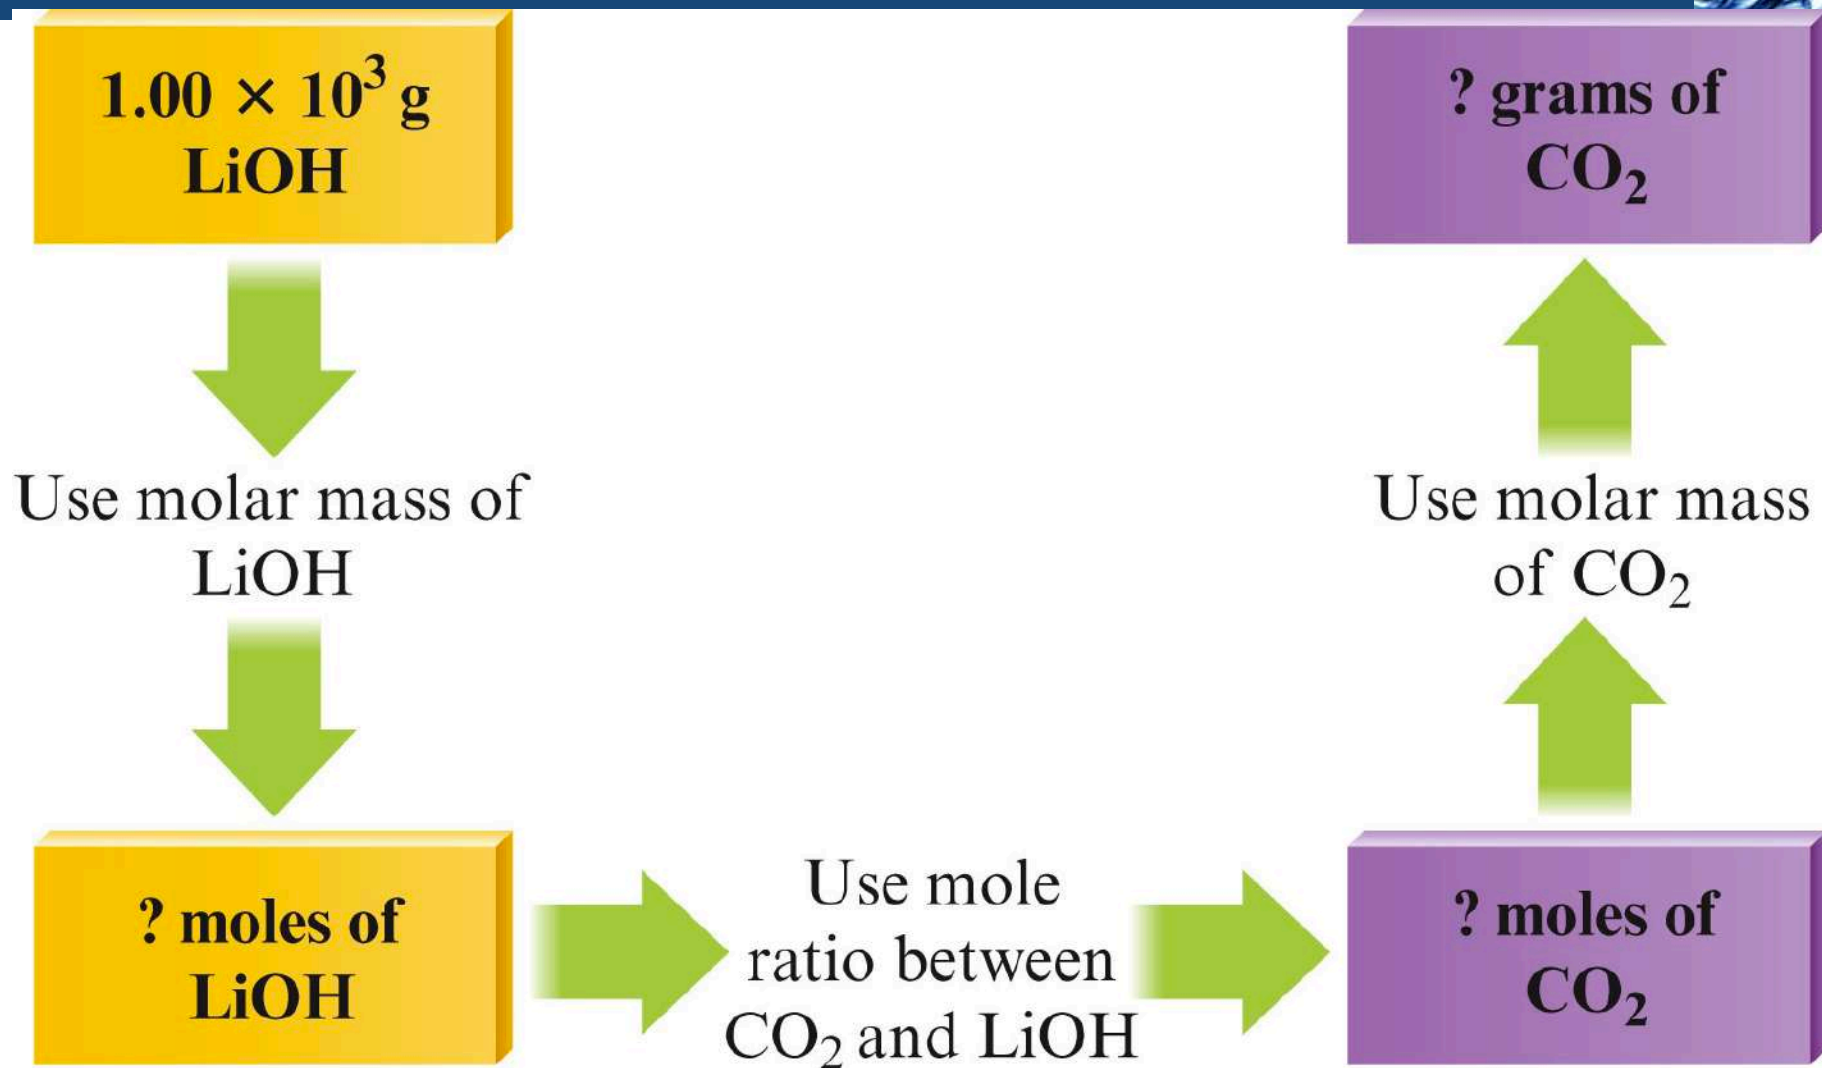 1.00 × 10³ g
LiOH
Use molar mass of
LiOH
? moles of
LiOH
Use mole
ratio between
CO₂ and LiOH
? moles of
CO₂
Use molar mass
of CO₂
? grams of
CO₂